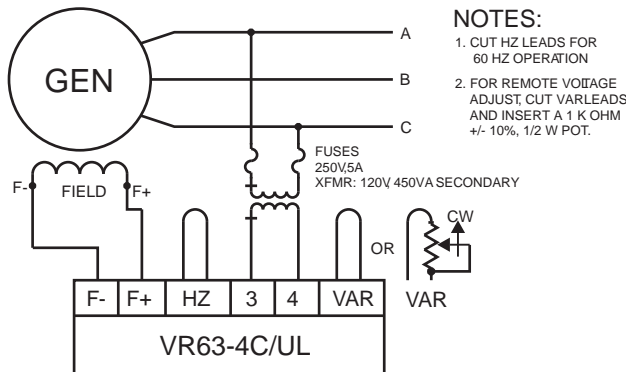 NOTES:
1. CUT HZ LEADS FOR
60 HZ OPERATION
2. FOR REMOTE VOLTAGE
ADJUST, CUT VARLEADS
AND INSERT A 1 K OHM
+/- 10%, 1/2 W POT.
A
B
C
GEN
FUSES
250V,5A
XFMR: 120V, 450VA SECONDARY
F-
FIELD
F+
OR
CW
VAR
F-
F+
HZ
3
4
VAR
VR63-4C/UL